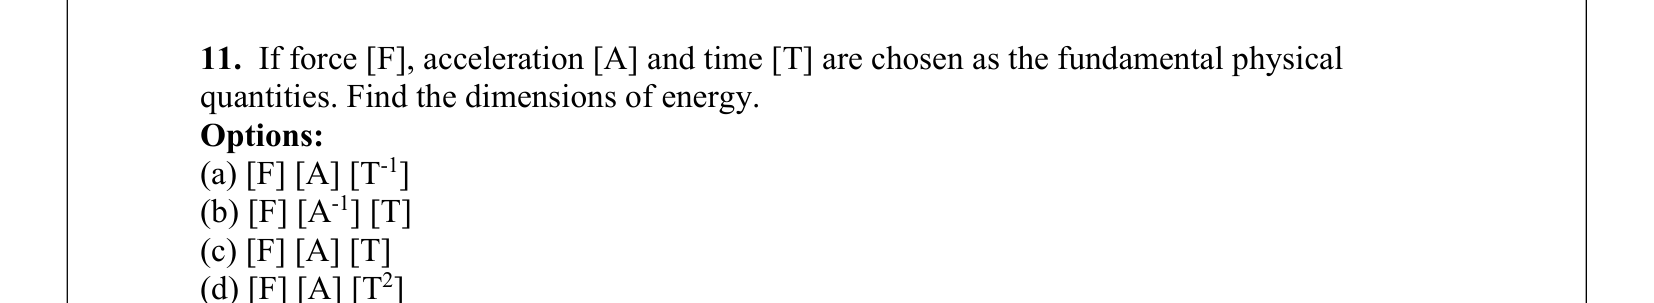 11. If force [F], acceleration [A] and time [T] are chosen as the fundamental physical
quantities. Find the dimensions of energy.
Options:
(a) [F] [A] [T⁻¹]
(b) [F] [A⁻¹] [T]
(c) [F] [A] [T]
(d) [F] [A] [T²]